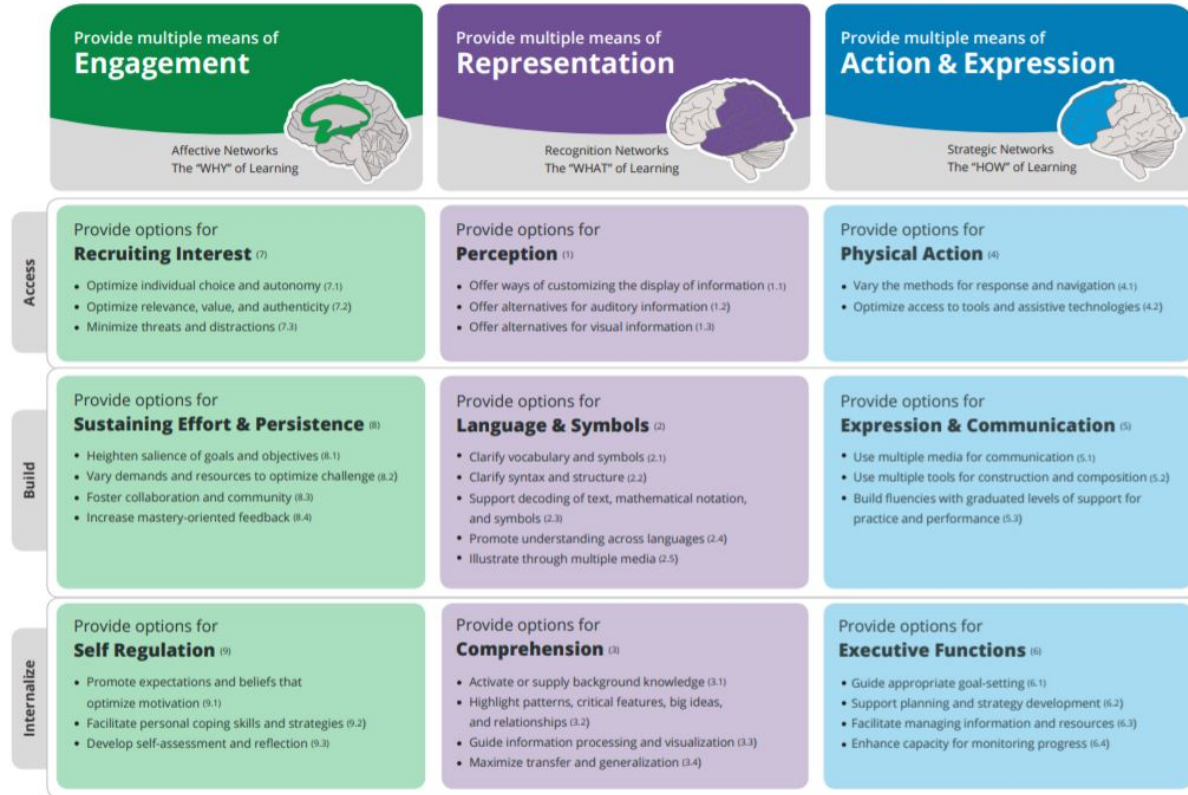 Provide multiple means of
Engagement
Affective Networks
The "WHY" of Learning
Provide multiple means of
Representation
Recognition Networks
The "WHAT" of Learning
Provide multiple means of
Action & Expression
Strategic Networks
The "HOW" of Learning
Access
Provide options for
Recruiting Interest (7)
• Optimize individual choice and autonomy (7.1)
• Optimize relevance, value, and authenticity (7.2)
• Minimize threats and distractions (7.3)
Provide options for
Perception (1)
• Offer ways of customizing the display of information (1.1)
• Offer alternatives for auditory information (1.2)
• Offer alternatives for visual information (1.3)
Provide options for
Physical Action (4)
• Vary the methods for response and navigation (4.1)
• Optimize access to tools and assistive technologies (4.2)
Build
Provide options for
Sustaining Effort & Persistence (8)
• Heighten salience of goals and objectives (8.1)
• Vary demands and resources to optimize challenge (8.2)
• Foster collaboration and community (8.3)
• Increase mastery-oriented feedback (8.4)
Provide options for
Language & Symbols (2)
• Clarify vocabulary and symbols (2.1)
• Clarify syntax and structure (2.2)
• Support decoding of text, mathematical notation,
and symbols (2.3)
• Promote understanding across languages (2.4)
• Illustrate through multiple media (2.5)
Provide options for
Expression & Communication (5)
• Use multiple media for communication (5.1)
• Use multiple tools for construction and composition (5.2)
• Build fluencies with graduated levels of support for
practice and performance (5.3)
Internalize
Provide options for
Self Regulation (9)
• Promote expectations and beliefs that
optimize motivation (9.1)
• Facilitate personal coping skills and strategies (9.2)
• Develop self-assessment and reflection (9.3)
Provide options for
Comprehension (3)
• Activate or supply background knowledge (3.1)
• Highlight patterns, critical features, big ideas,
and relationships (3.2)
• Guide information processing and visualization (3.3)
• Maximize transfer and generalization (3.4)
Provide options for
Executive Functions (6)
• Guide appropriate goal-setting (6.1)
• Support planning and strategy development (6.2)
• Facilitate managing information and resources (6.3)
• Enhance capacity for monitoring progress (6.4)